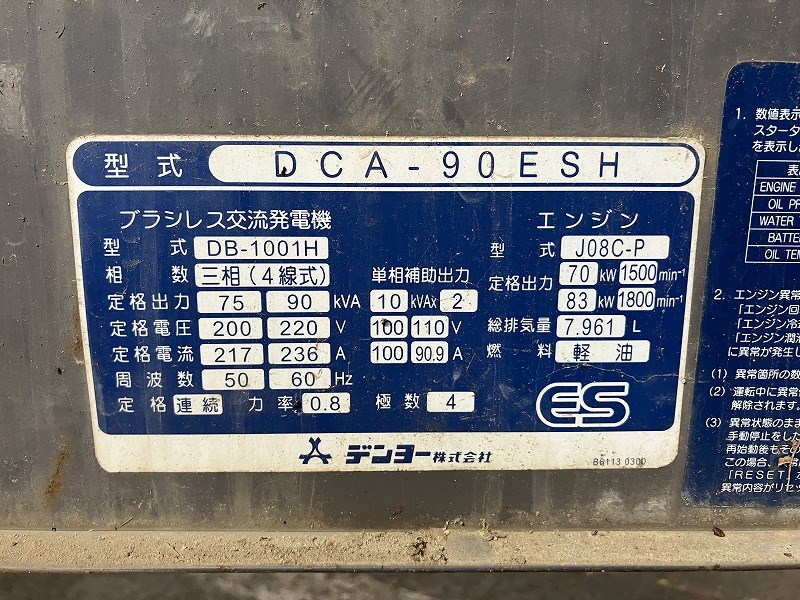 型式 DCA-90ESH
ブラシレス交流発電機
型式 DB-1001H
相数 三相(4線式) 単相補助出力
定格出力 75 90 kVA 10 kVAx 2
定格電圧 200 220 V 100 110 V
定格電流 217 236 A 100 90.9 A
周波数 50 60 Hz
定格 連続 力率 0.8 極数 4
エンジン
型式 J08C-P
定格出力 70 kW 1500 min⁻¹
83 kW 1800 min⁻¹
総排気量 7.961 L
燃料 軽油
ES
デンヨー株式会社
B6113 0300
1. 数値表示
スタータ
を表示しま
表
ENGINE
OIL PR
WATER
BATTE
OIL TEM
2. エンジン異常
「エンジン回
「エンジン冷
「エンジン潤
に異常が発生し
(1) 異常箇所の数
(2) 運転中に異常
解除されます。
(3) 異常状態のまま
手動停止をした
再始動後もその
この場合、
「RESET」
異常内容がリセッ